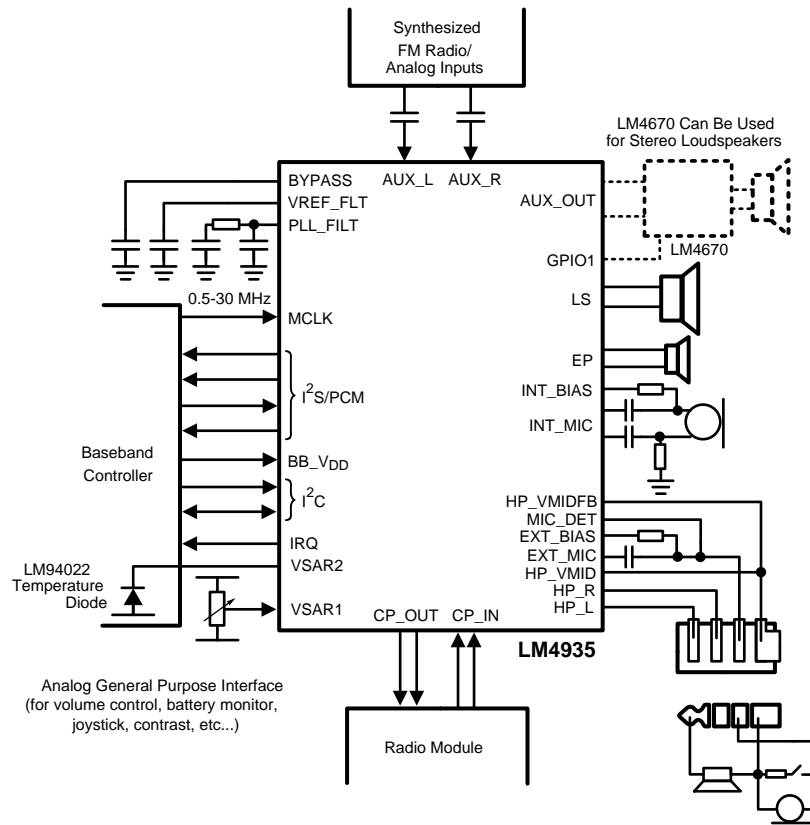 Synthesized
FM Radio/
Analog Inputs
LM4670 Can Be Used
for Stereo Loudspeakers
BYPASS
VREF_FLT
PLL_FILT
AUX_L
AUX_R
AUX_OUT
LM4670
GPIO1
LS
EP
INT_BIAS
INT_MIC
0.5-30 MHz
MCLK
I²S/PCM
Baseband
Controller
BB_V_DD
I²C
IRQ
VSAR2
LM94022
Temperature
Diode
VSAR1
HP_VMIDFB
MIC_DET
EXT_BIAS
EXT_MIC
HP_VMID
HP_R
HP_L
CP_OUT
CP_IN
LM4935
Analog General Purpose Interface
(for volume control, battery monitor,
joystick, contrast, etc...)
Radio Module